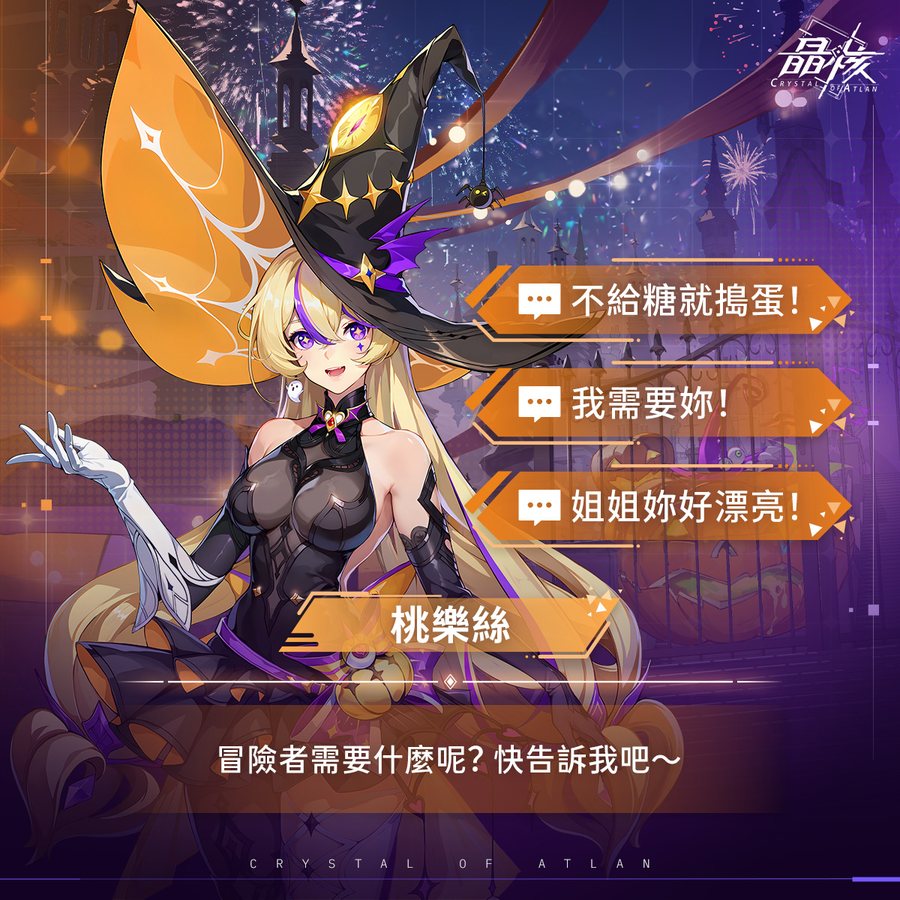 晶核
CRYSTAL OF ATLAN
不給糖就搗蛋！
我需要妳！
姐姐妳好漂亮！
桃樂絲
冒險者需要什麼呢？快告訴我吧～
CRYSTAL OF ATLAN